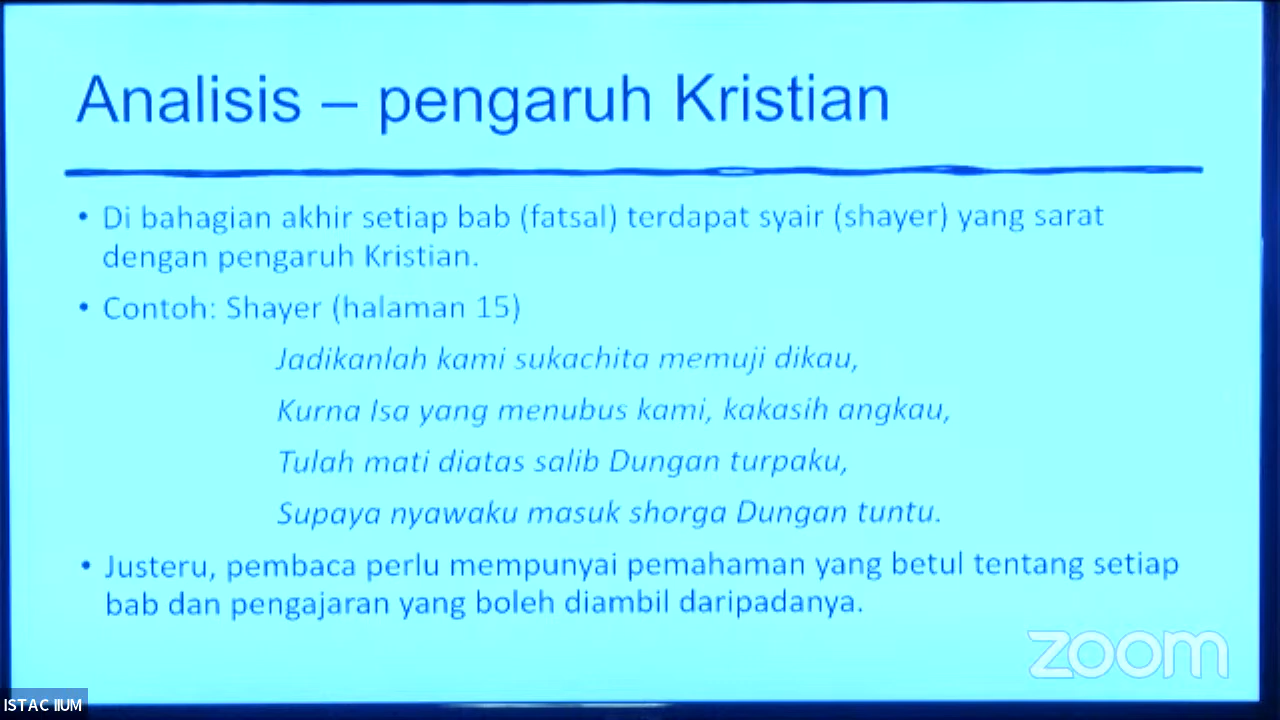 Analisis – pengaruh Kristian
• Di bahagian akhir setiap bab (fatsal) terdapat syair (shayer) yang sarat
dengan pengaruh Kristian.
• Contoh: Shayer (halaman 15)
Jadikanlah kami sukachita memuji dikau,
Kurna Isa yang menubus kami, kakasih angkau,
Tulah mati diatas salib Dungan turpaku,
Supaya nyawaku masuk shorga Dungan tuntu.
• Justeru, pembaca perlu mempunyai pemahaman yang betul tentang setiap
bab dan pengajaran yang boleh diambil daripadanya.
zoom
ISTAC IIUM